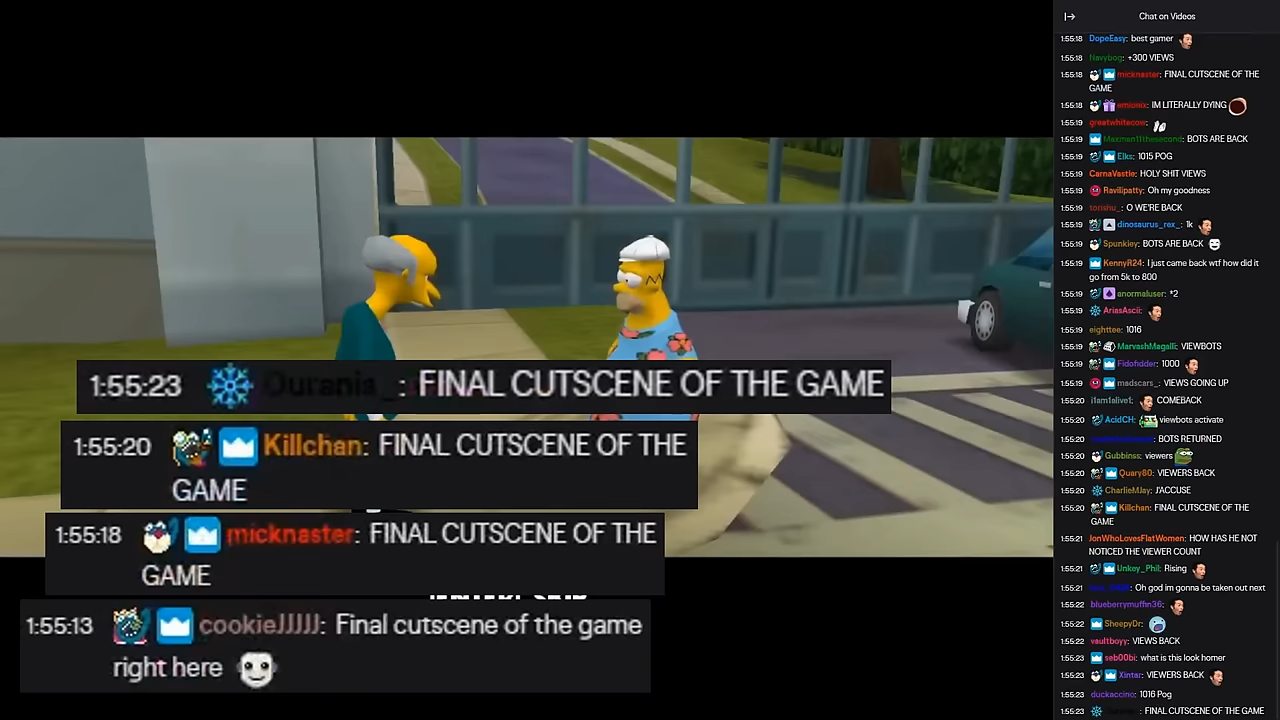 1:55:23 Ourania_: FINAL CUTSCENE OF THE GAME
1:55:20 Killchan: FINAL CUTSCENE OF THE
GAME
1:55:18 micknaster: FINAL CUTSCENE OF THE
GAME
1:55:13 cookieJJJJJ: Final cutscene of the game
right here
Chat on Videos
1:55:18 DopeEasy: best gamer
1:55:18 Navybog: +300 VIEWS
1:55:18 micknaster: FINAL CUTSCENE OF THE
GAME
1:55:18 emionix: IM LITERALLY DYING
1:55:19 greatwhitecow:
1:55:19 Maxman11thesecond: BOTS ARE BACK
1:55:19 Elks: 1015 POG
1:55:19 CarnaVastle: HOLY SHIT VIEWS
1:55:19 Ravilipatty: Oh my goodness
1:55:19 torishu_: O WE'RE BACK
1:55:19 dinosaurus_rex_: 1k
1:55:19 Spunkiey: BOTS ARE BACK
1:55:19 KennyR24: I just came back wtf how did it
go from 5k to 800
1:55:19 anormaluser: *2
1:55:19 AriasAscii:
1:55:19 eighttee: 1016
1:55:19 MarvashMagalli: VIEWBOTS
1:55:19 Fidofidder: 1000
1:55:19 madscars_: VIEWS GOING UP
1:55:20 i1am1alive1: COMEBACK
1:55:20 AcidCH: viewbots activate
1:55:20 : BOTS RETURNED
1:55:20 Gubbinss: viewers
1:55:20 Quary80: VIEWERS BACK
1:55:20 CharlieMJay: J'ACCUSE
1:55:20 Killchan: FINAL CUTSCENE OF THE
GAME
1:55:21 JonWhoLovesFlatWomen: HOW HAS HE NOT
NOTICED THE VIEWER COUNT
1:55:21 Unkey_Phil: Rising
1:55:21 : Oh god im gonna be taken out next
1:55:22 blueberrymuffin36:
1:55:22 SheepyDr:
1:55:22 vaultboyy: VIEWS BACK
1:55:23 sab00bi: what is this look homer
1:55:23 Xintar: VIEWERS BACK
1:55:23 duckaccino: 1016 Pog
1:55:23 : FINAL CUTSCENE OF THE GAME